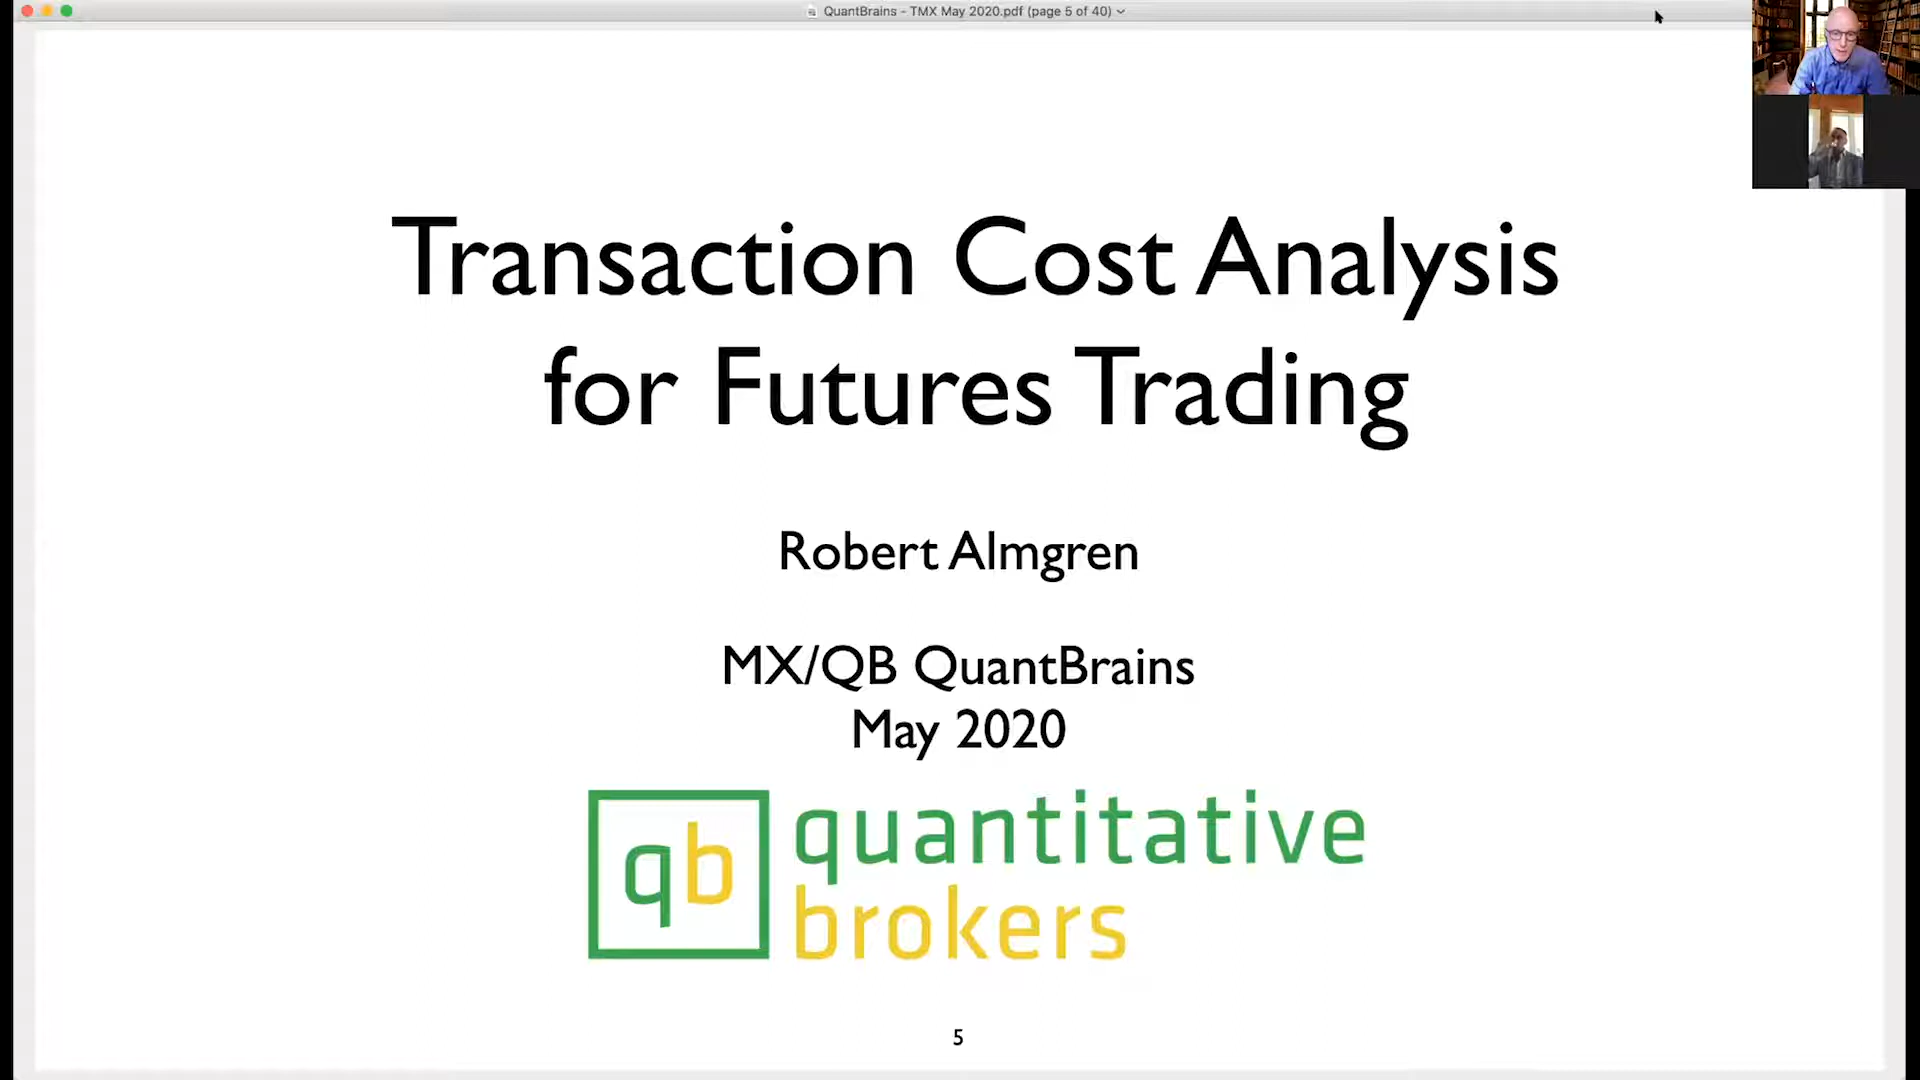 QuantBrains - TMX May 2020.pdf (page 5 of 40)
Transaction Cost Analysis
for Futures Trading
Robert Almgren
MX/QB QuantBrains
May 2020
qb
quantitative
brokers
5